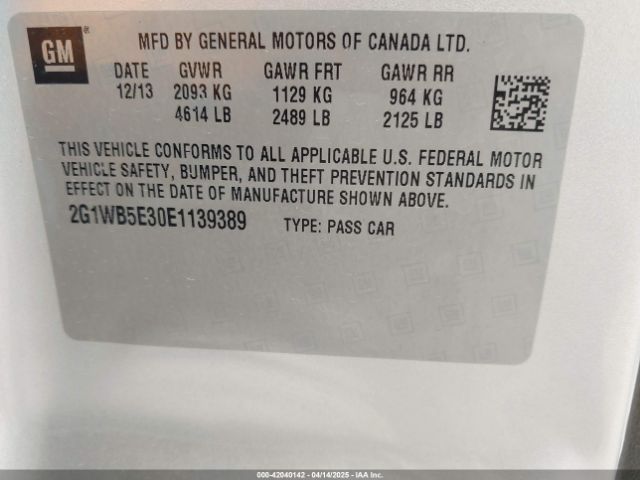 GM ®
MFD BY GENERAL MOTORS OF CANADA LTD.
DATE GVWR GAWR FRT GAWR RR
12/13 2093 KG 1129 KG 964 KG
4614 LB 2489 LB 2125 LB
THIS VEHICLE CONFORMS TO ALL APPLICABLE U.S. FEDERAL MOTOR
VEHICLE SAFETY, BUMPER, AND THEFT PREVENTION STANDARDS IN
EFFECT ON THE DATE OF MANUFACTURE SHOWN ABOVE.
2G1WB5E30E1139389 TYPE: PASS CAR
000-42040142 - 04/14/2025 - IAA Inc.